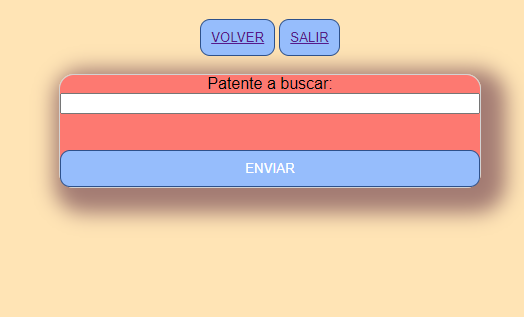 VOLVER SALIR
Patente a buscar:
ENVIAR